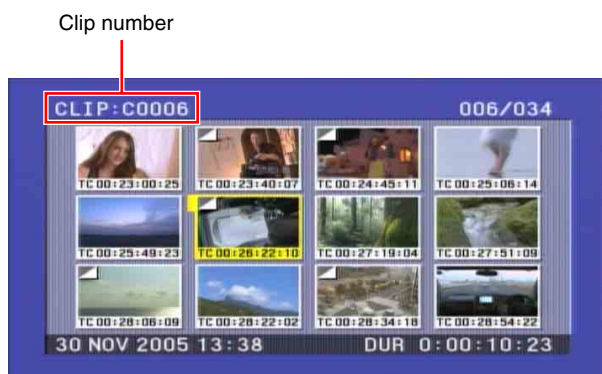 Clip number
CLIP:C0006 006/034
TC 00:23:00:25 TC 00:23:40:07 TC 00:24:45:11 TC 00:25:06:14
TC 00:25:49:23 TC 00:26:22:10 TC 00:27:19:04 TC 00:27:51:09
TC 00:28:06:09 TC 00:28:22:02 TC 00:28:34:18 TC 00:28:54:22
30 NOV 2005 13:38 DUR 0:00:10:23